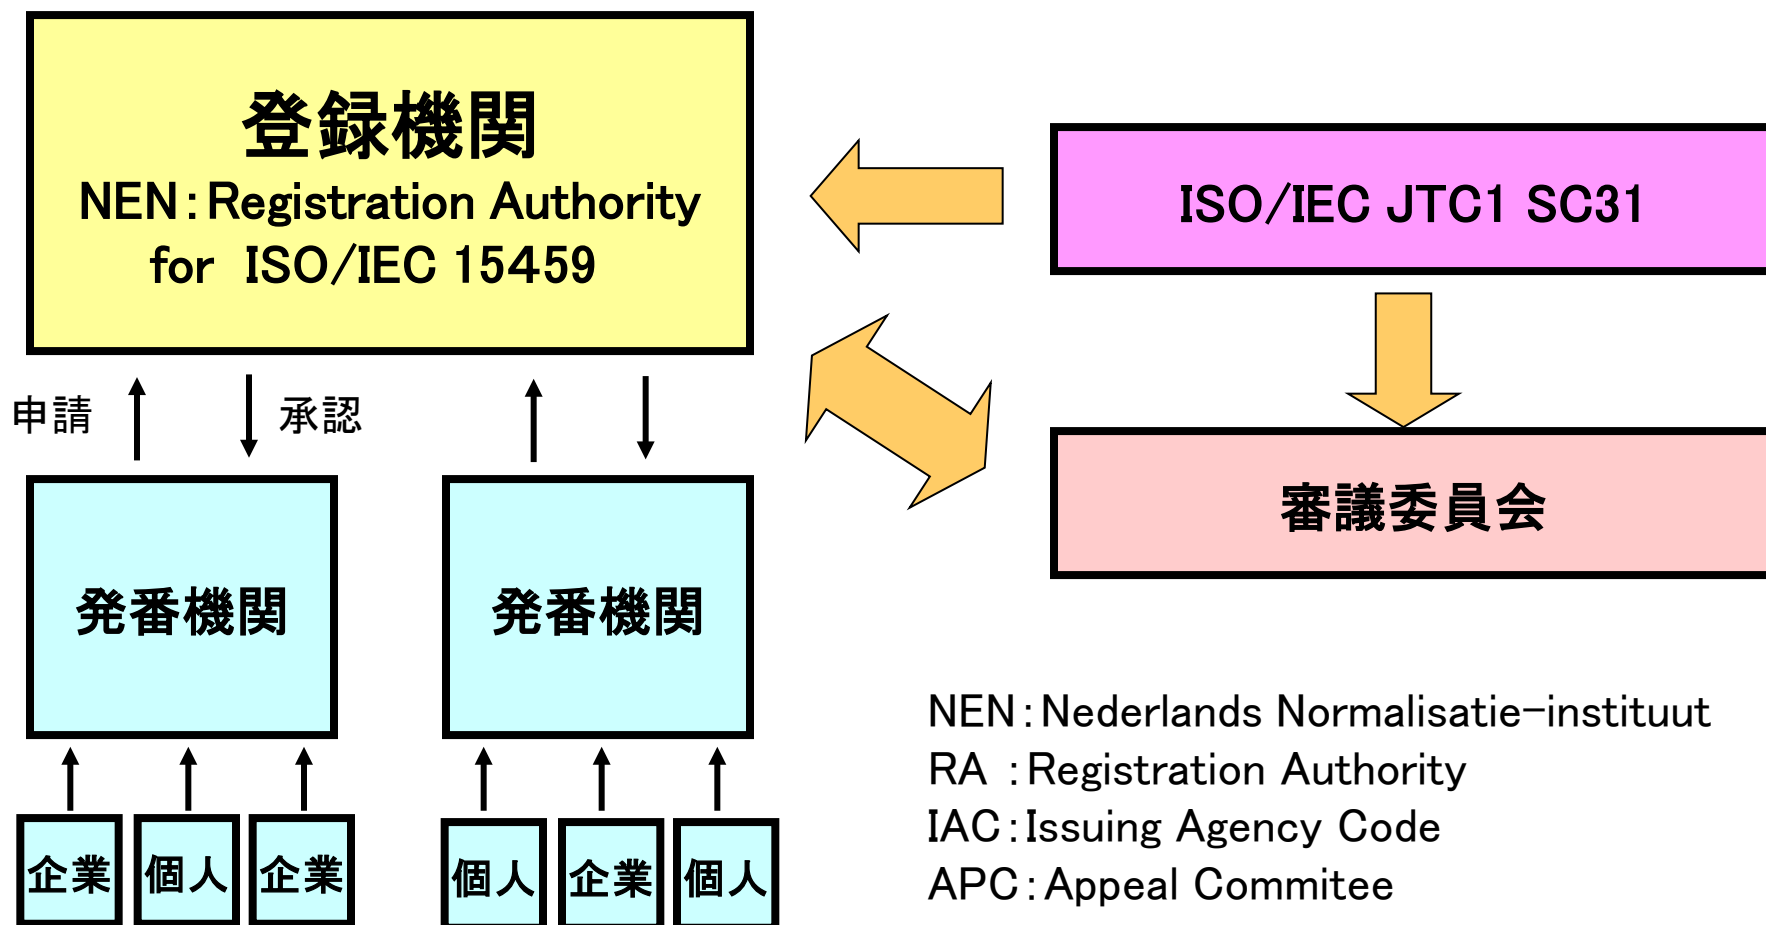 登録機関
NEN：Registration Authority
for ISO/IEC 15459
ISO/IEC JTC1 SC31
申請
承認
審議委員会
発番機関
発番機関
NEN：Nederlands Normalisatie-instituut
RA ：Registration Authority
IAC：Issuing Agency Code
APC：Appeal Commitee
企業
個人
企業
個人
企業
個人